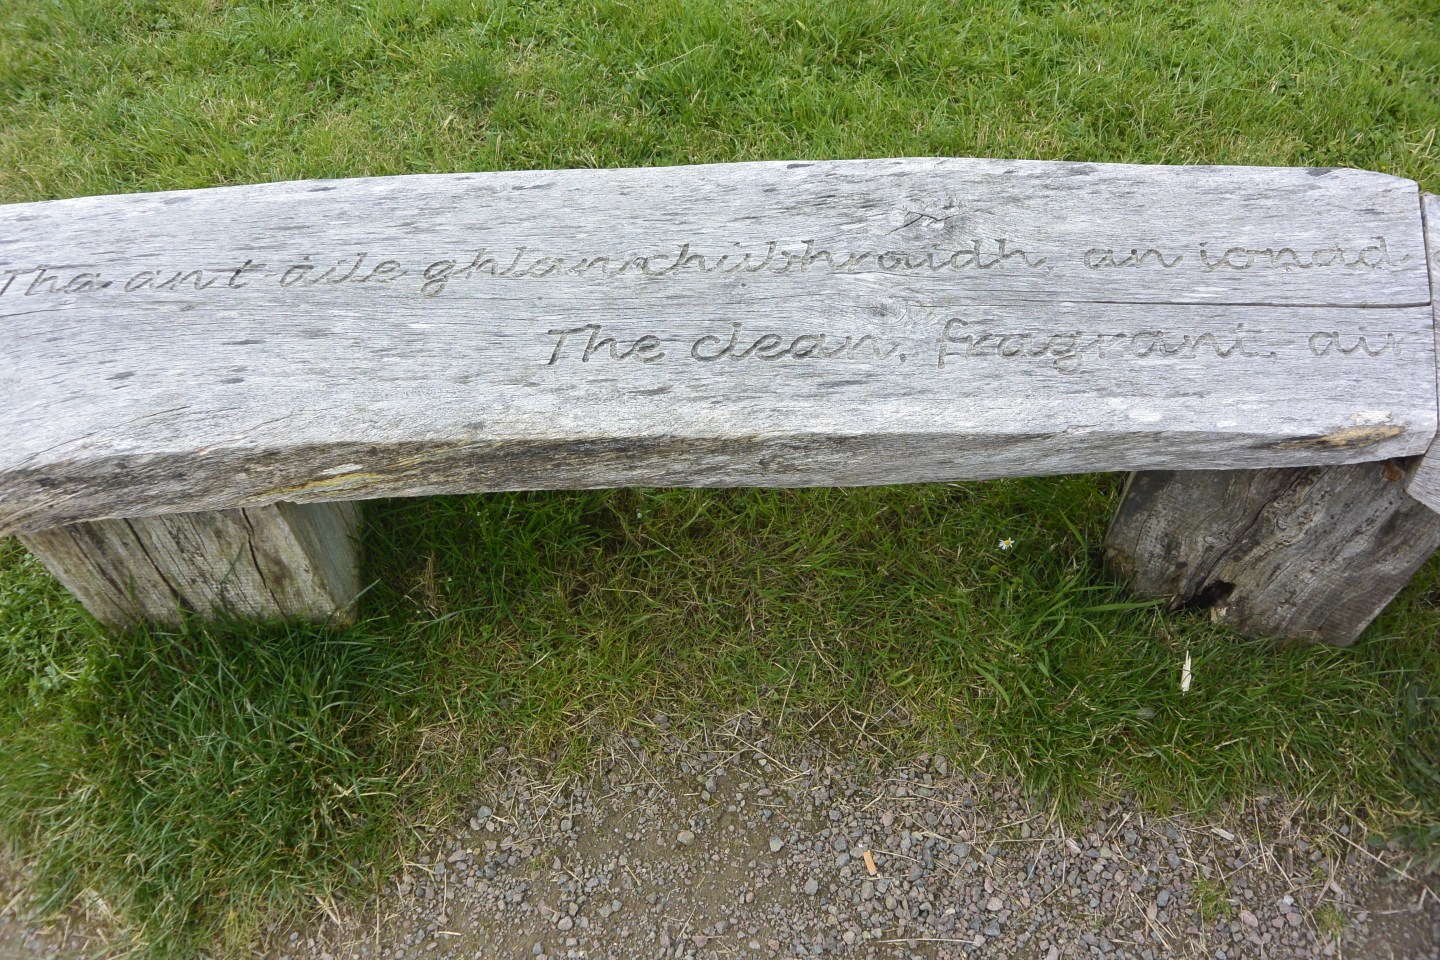 Tha an t àile ghlan chùbhraidh, an ionad
The clean, fragrant, air